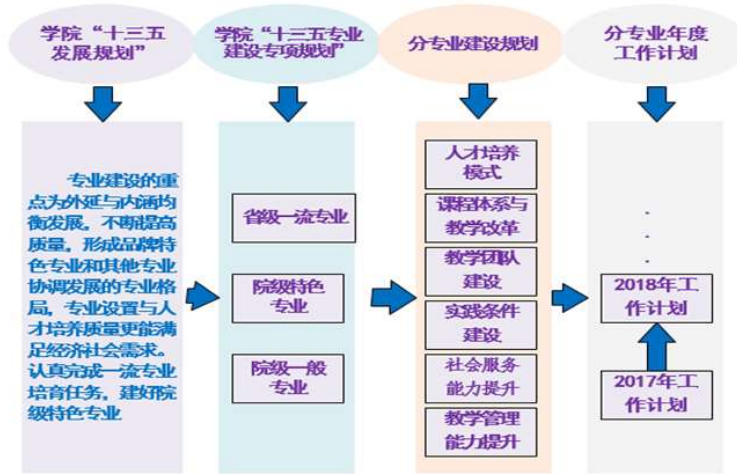 学院“十三五
发展规划”
学院“十三五专业
建设专项规划”
分专业建设规划
分专业年度
工作计划
专业建设的重
点为外延与内涵均
衡发展,不断提高
质量,形成品牌特
色专业和其他专业
协调发展的专业格
局,专业设置与人
才培养质量更能满
足经济社会需求。
认真完成一流专业
培育任务,建好院
级特色专业
省级一流专业
院级特色
专业
院级一般
专业
人才培养
模式
课程体系与
教学改革
教学团队
建设
实践条件
建设
社会服务
能力提升
教学管理
能力提升
.
.
.
2018年工
作计划
2017年工
作计划